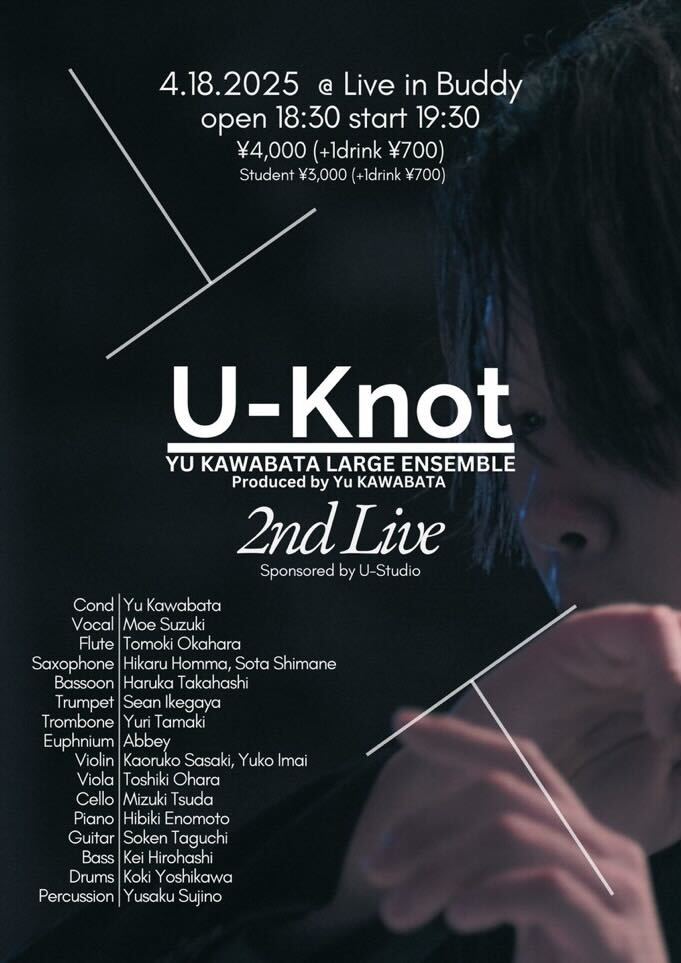 4.18.2025 @ Live in Buddy
open 18:30 start 19:30
¥4,000 (+1drink ¥700)
Student ¥3,000 (+1drink ¥700)
U-Knot
YU KAWABATA LARGE ENSEMBLE
Produced by Yu KAWABATA
2nd Live
Sponsored by U-Studio
Cond Yu Kawabata
Vocal Moe Suzuki
Flute Tomoki Okahara
Saxophone Hikaru Homma, Sota Shimane
Bassoon Haruka Takahashi
Trumpet Sean Ikegaya
Trombone Yuri Tamaki
Euphnium Abbey
Violin Kaoruko Sasaki, Yuko Imai
Viola Toshiki Ohara
Cello Mizuki Tsuda
Piano Hibiki Enomoto
Guitar Soken Taguchi
Bass Kei Hirohashi
Drums Koki Yoshikawa
Percussion Yusaku Sujino